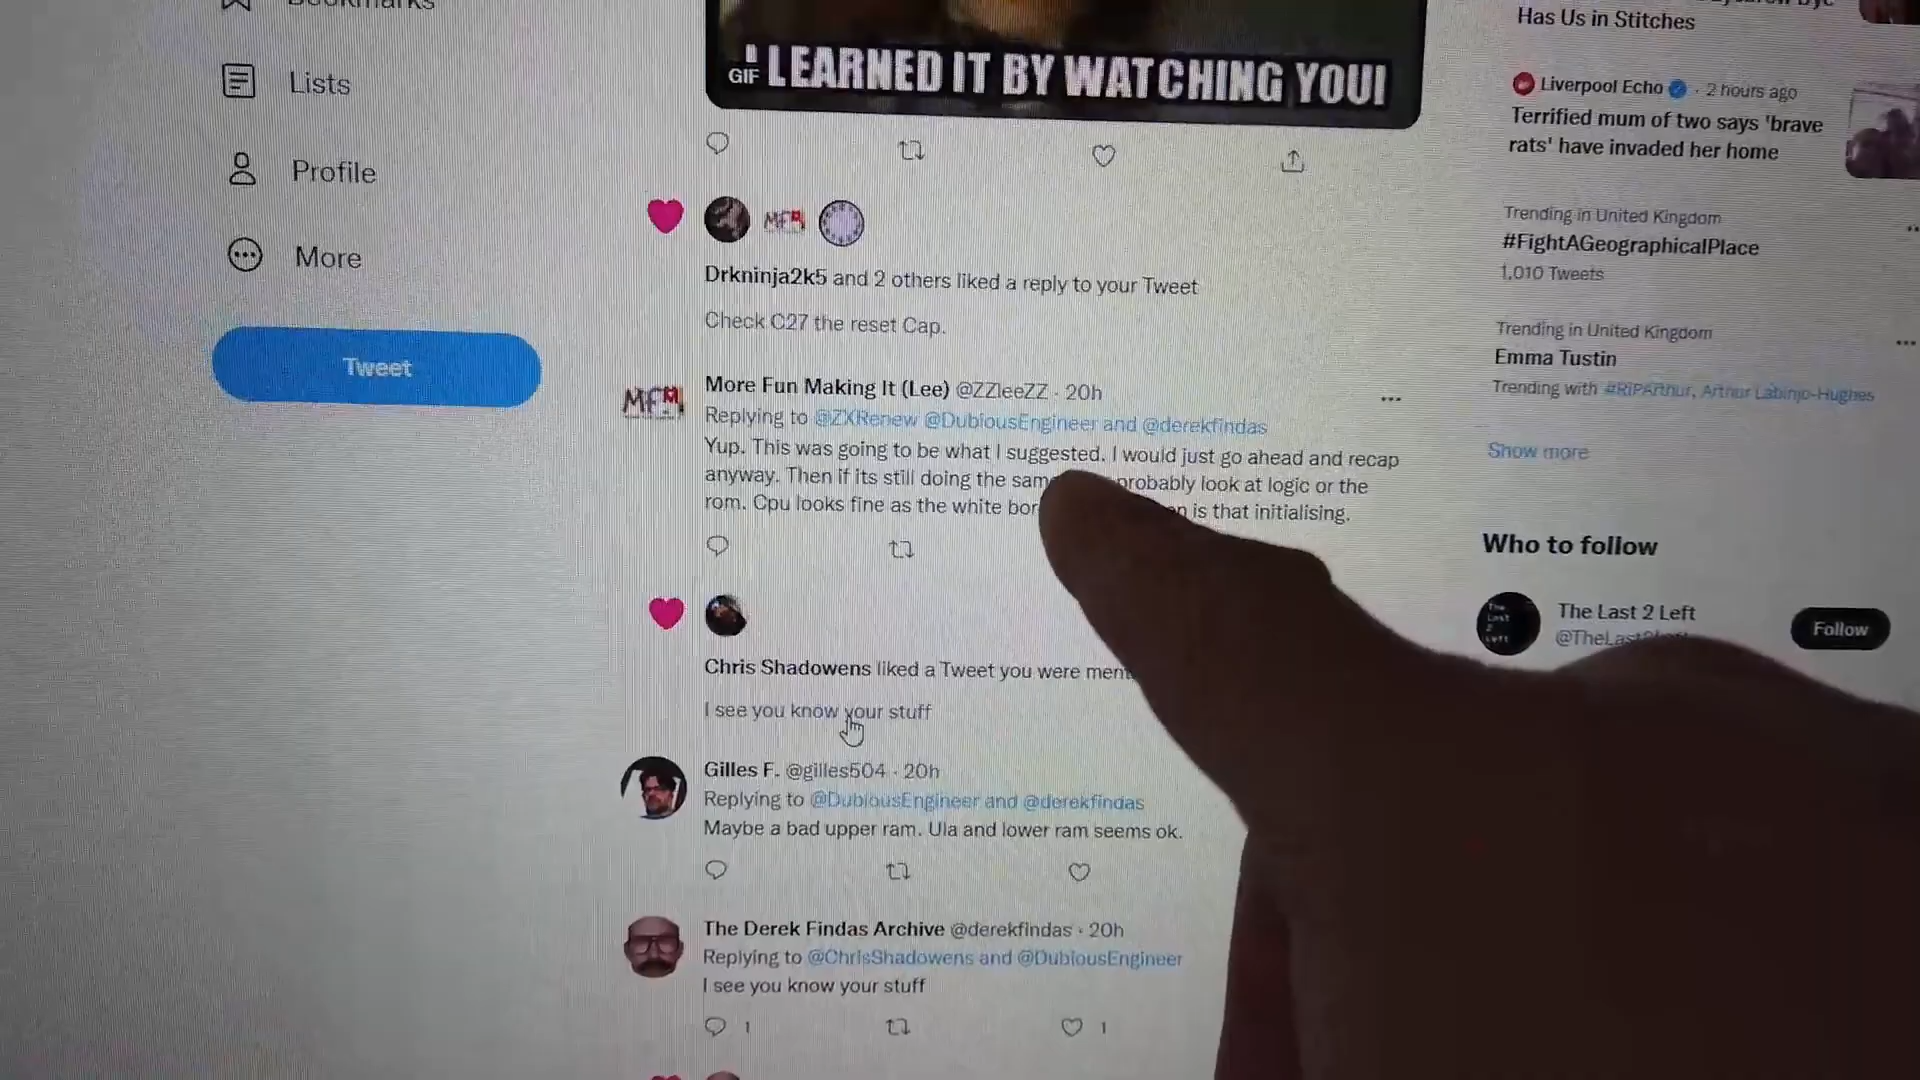 Lists
Profile
More
Tweet
GIF
I LEARNED IT BY WATCHING YOU!
MFM
Drkninja2k5 and 2 others liked a reply to your Tweet
Check C27 the reset Cap.
MFM
More Fun Making It (Lee) @ZZleeZZ · 20h
Replying to @ZXRenew @DubiousEngineer and @derekfindas
Yup. This was going to be what I suggested. I would just go ahead and recap
anyway. Then if its still doing the sam probably look at logic or the
rom. Cpu looks fine as the white bor is that initialising.
Chris Shadowens liked a Tweet you were
I see you know your stuff
Gilles F. @gilles504 · 20h
Replying to @DubiousEngineer and @derekfindas
Maybe a bad upper ram. Ula and lower ram seems ok.
The Derek Findas Archive @derekfindas · 20h
Replying to @ChrisShadowens and @DubiousEngineer
I see you know your stuff
1
1
Has Us in Stitches
Liverpool Echo · 2 hours ago
Terrified mum of two says 'brave
rats' have invaded her home
Trending in United Kingdom
#FightAGeographicalPlace
1,010 Tweets
Trending in United Kingdom
Emma Tustin
Trending with #RIPArthur, Arthur Labinjo-Hughes
Show more
Who to follow
The Last 2 Left
The Last 2 Left
Follow